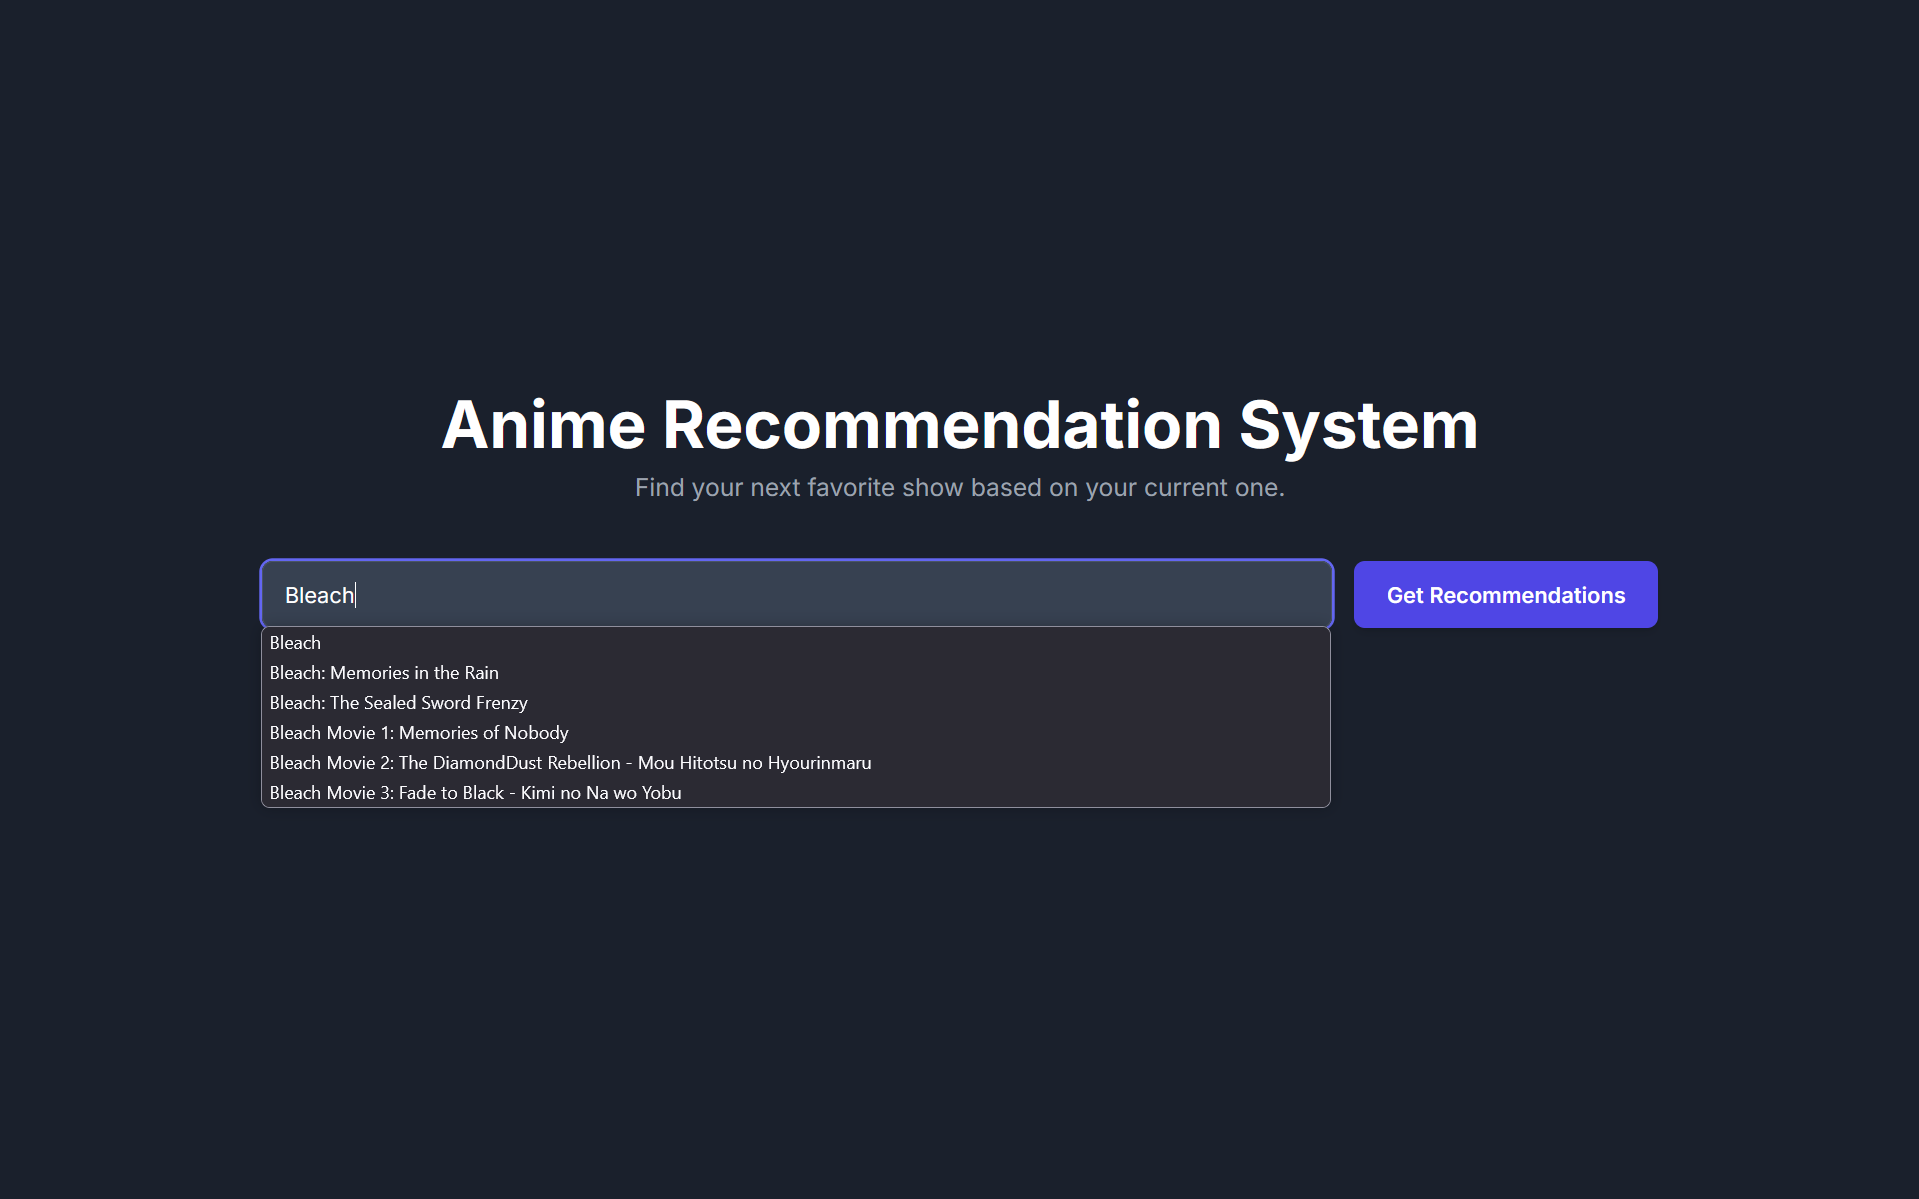 Anime Recommendation System
Find your next favorite show based on your current one.
Bleach
Get Recommendations
Bleach
Bleach: Memories in the Rain
Bleach: The Sealed Sword Frenzy
Bleach Movie 1: Memories of Nobody
Bleach Movie 2: The DiamondDust Rebellion - Mou Hitotsu no Hyourinmaru
Bleach Movie 3: Fade to Black - Kimi no Na wo Yobu